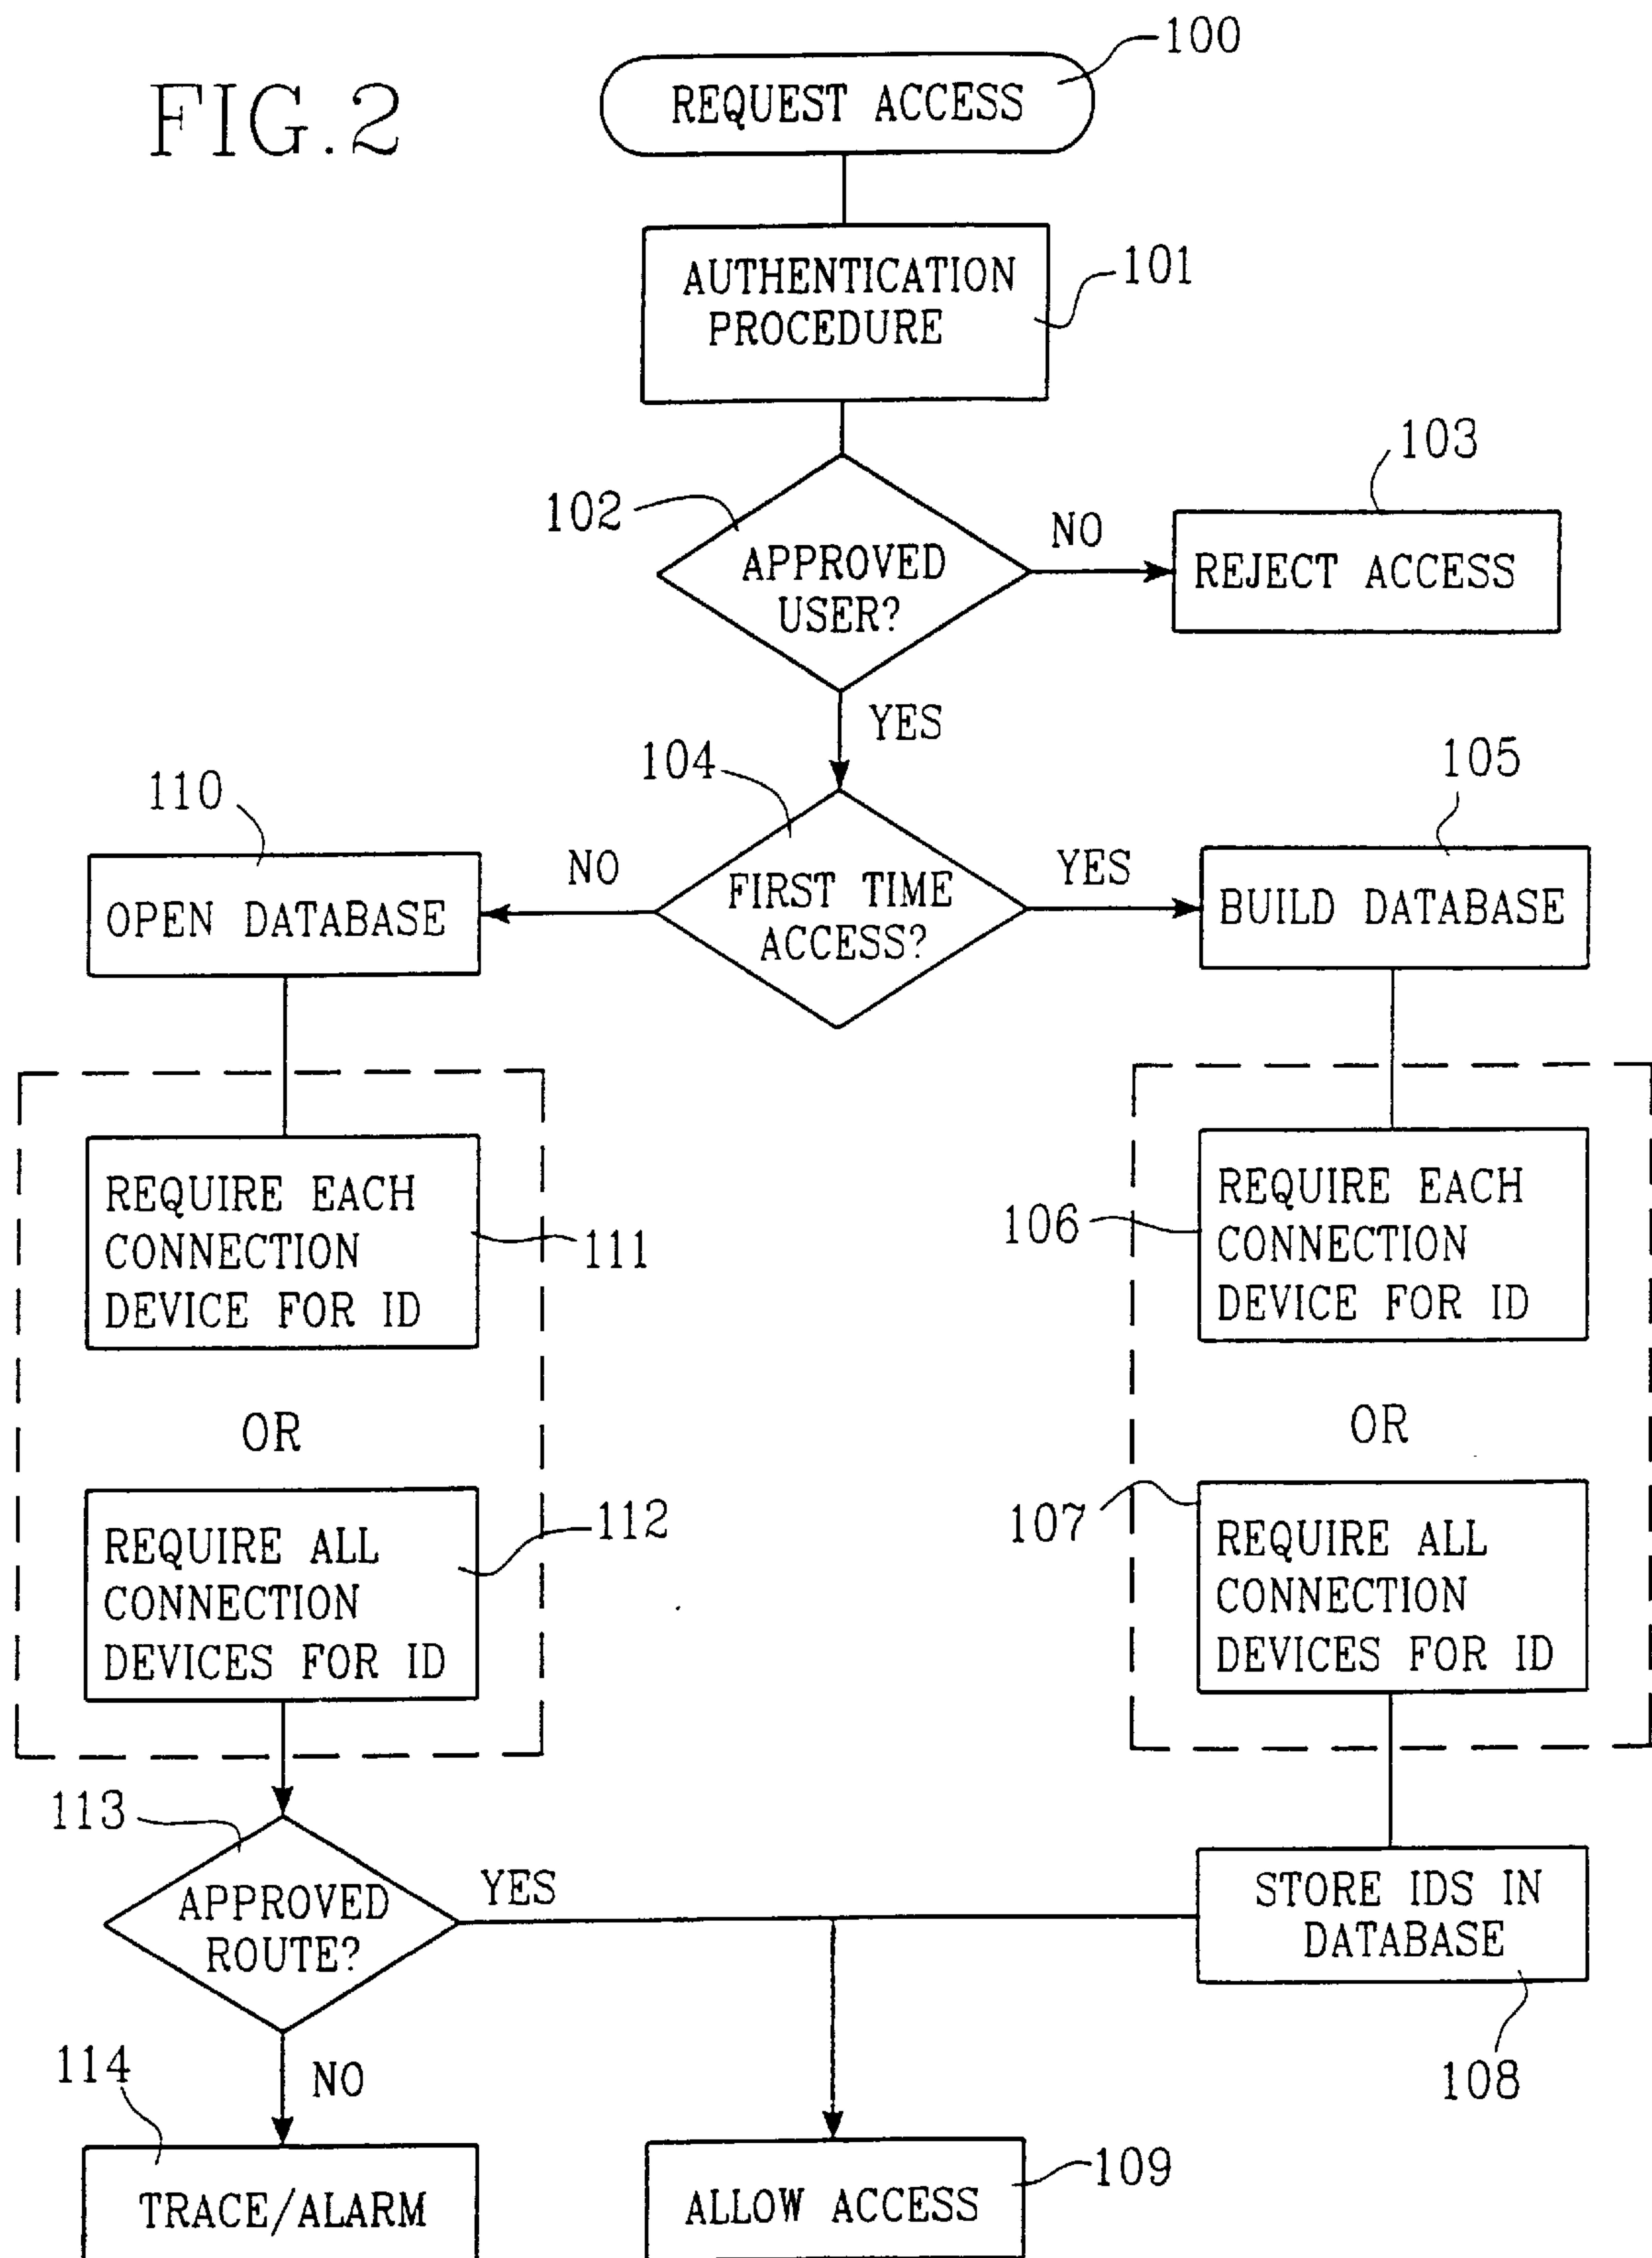 FIG.2
100
REQUEST ACCESS
AUTHENTICATION
PROCEDURE
101
102
APPROVED
USER?
NO
103
REJECT ACCESS
YES
104
FIRST TIME
ACCESS?
NO
110
OPEN DATABASE
YES
105
BUILD DATABASE
REQUIRE EACH
CONNECTION
DEVICE FOR ID
111
OR
REQUIRE ALL
CONNECTION
DEVICES FOR ID
112
106
REQUIRE EACH
CONNECTION
DEVICE FOR ID
OR
107
REQUIRE ALL
CONNECTION
DEVICES FOR ID
113
APPROVED
ROUTE?
YES
STORE IDS IN
DATABASE
108
NO
114
TRACE/ALARM
ALLOW ACCESS
109